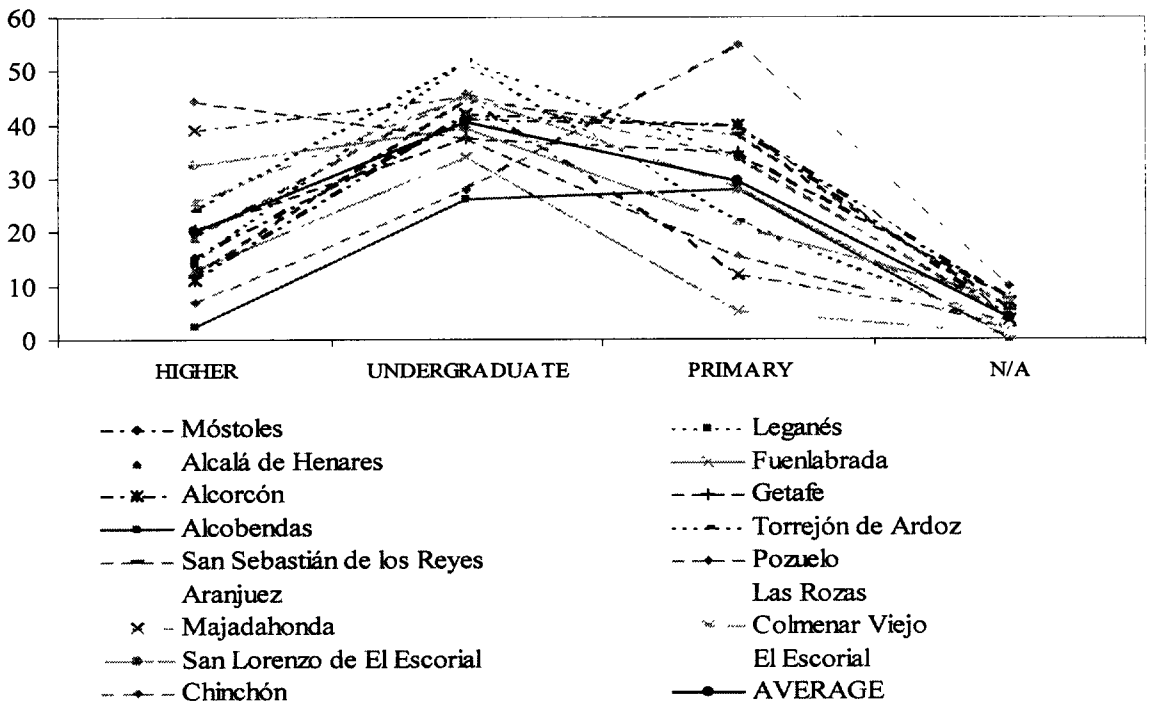 60
50
40
30
20
10
0
HIGHER UNDERGRADUATE PRIMARY N/A
Móstoles Leganés
Alcalá de Henares Fuenlabrada
Alcorcón Getafe
Alcobendas Torrejón de Ardoz
San Sebastián de los Reyes Pozuelo
Aranjuez Las Rozas
Majadahonda Colmenar Viejo
San Lorenzo de El Escorial El Escorial
Chinchón AVERAGE